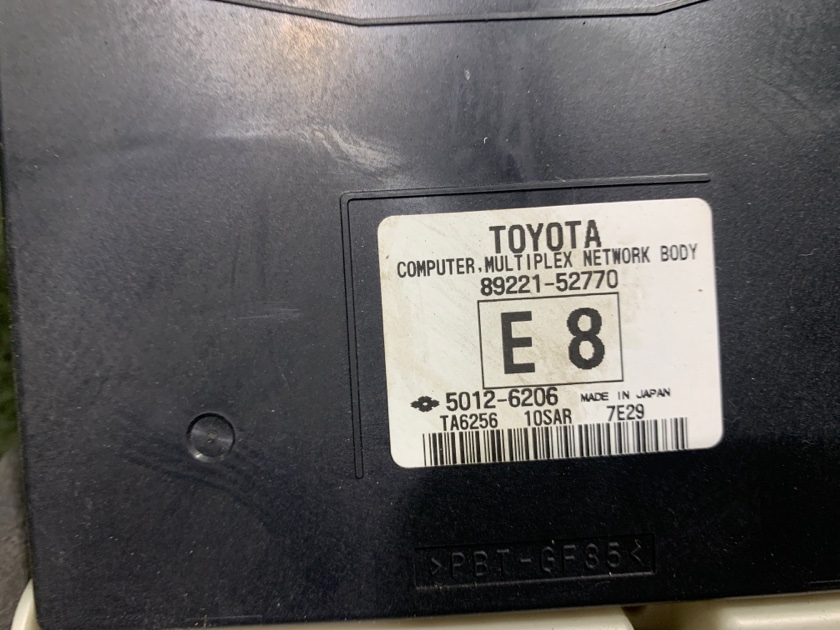 TOYOTA
COMPUTER,MULTIPLEX NETWORK BODY
89221-52770
E 8
5012-6206 MADE IN JAPAN
TA6256 10SAR 7E29
>PBT-GF35<